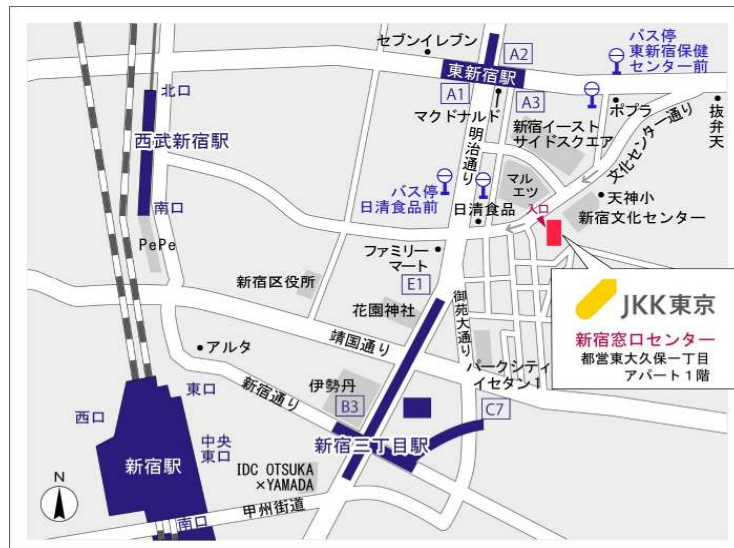 セブンイレブン
A2
バス停
東新宿保健
センター前
東新宿駅
北口
A1
A3
マクドナルド
ポプラ
抜弁天
西武新宿駅
明治通り
新宿イースト
サイドスクエア
文化センター通り
マル
エツ
バス停
日清食品前
天神小
南口
日清食品
入口
新宿文化センター
PePe
ファミリー
マート
新宿区役所
E1
御苑大通り
花園神社
JKK東京
新宿窓口センター
都営東大久保一丁目
アパート1階
靖国通り
アルタ
パークシティ
イセタン1
新宿通り
伊勢丹
東口
B3
C7
西口
中央
東口
新宿三丁目駅
新宿駅
IDC OTSUKA
×YAMADA
N
甲州街道
南口